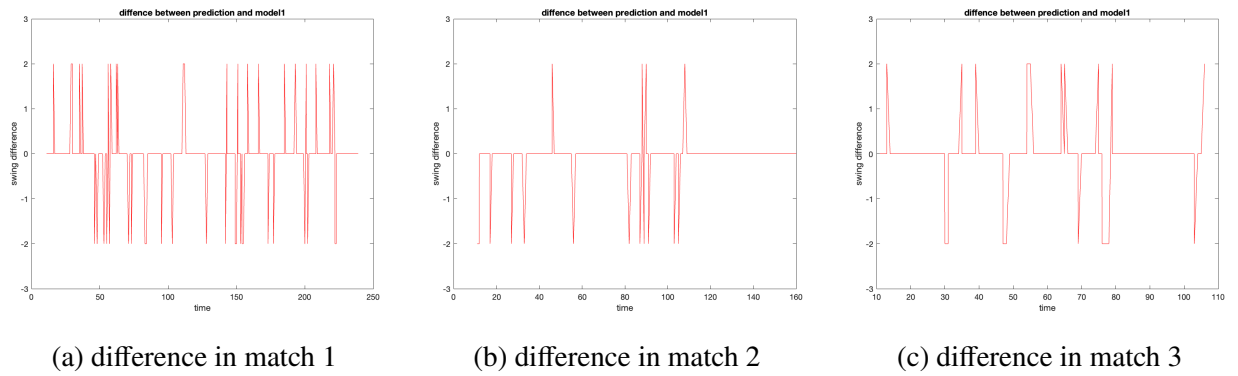 diffence between prediction and model1
3
2
1
0
-1
-2
-3
swing difference
0 50 100 150 200 250
time
(a) difference in match 1
diffence between prediction and model1
3
2
1
0
-1
-2
-3
swing difference
0 20 40 60 80 100 120 140 160
time
(b) difference in match 2
diffence between prediction and model1
3
2
1
0
-1
-2
-3
swing difference
10 20 30 40 50 60 70 80 90 100 110
time
(c) difference in match 3